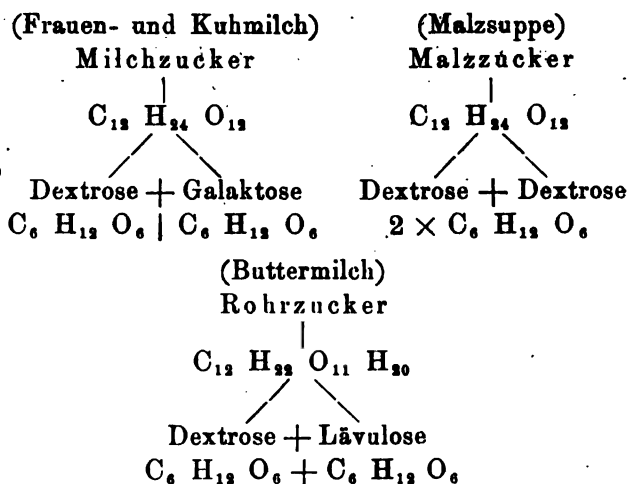 (Frauen- und Kuhmilch)
Milchzucker
C₁₂ H₂₄ O₁₂
Dextrose + Galaktose
C₆ H₁₂ O₆ | C₆ H₁₂ O₆
(Malzsuppe)
Malzzucker
C₁₂ H₂₄ O₁₂
Dextrose + Dextrose
2 × C₆ H₁₂ O₆
(Buttermilch)
Rohrzucker
C₁₂ H₂₂ O₁₁ H₂₀
Dextrose + Lävulose
C₆ H₁₂ O₆ + C₆ H₁₂ O₆